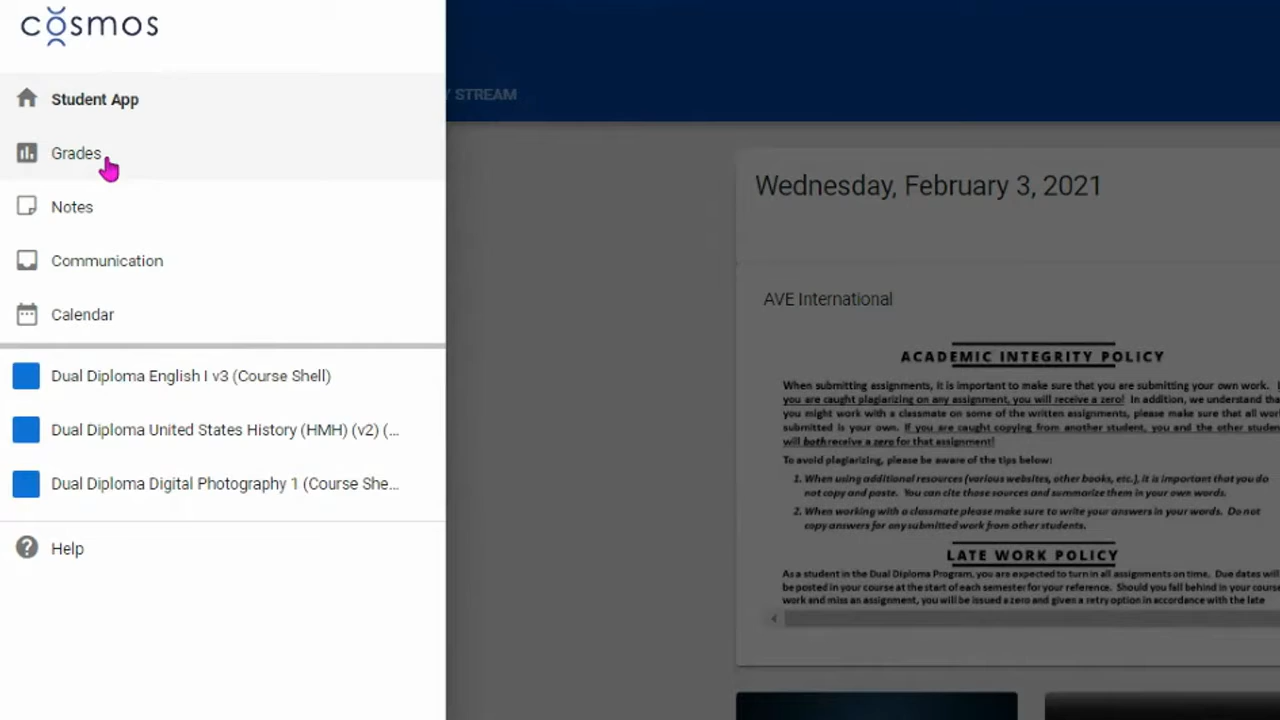 cosmos
Student App
Grades
Notes
Communication
Calendar
Dual Diploma English I v3 (Course Shell)
Dual Diploma United States History (HMH) (v2) (...
Dual Diploma Digital Photography 1 (Course She...
Help
STREAM
Wednesday, February 3, 2021
AVE International
ACADEMIC INTEGRITY POLICY
When submitting assignments, it is important to make sure that you are submitting your own work.
you are caught plagiarizing on any assignment, you will receive a zero! In addition, we understand tha
you might work with a classmate on some of the written assignments, please make sure that all wor
submitted is your own. If you are caught copying from another student, you and the other studen
will both receive a zero for that assignment!
To avoid plagiarizing, please be aware of the tips below:
1. When using additional resources (various websites, other books, etc.), it is important that you do
not copy and paste. You can cite those sources and summarize them in your own words.
2. When working with a classmate please make sure to write your answers in your words. Do not
copy answers for any submitted work from other students.
LATE WORK POLICY
As a student in the Dual Diploma Program, you are expected to turn in all assignments on time. Due dates will
be posted in your course at the start of each semester for your reference. Should you fall behind in your course
work and miss an assignment, you will be issued a zero and given a retry option in accordance with the late